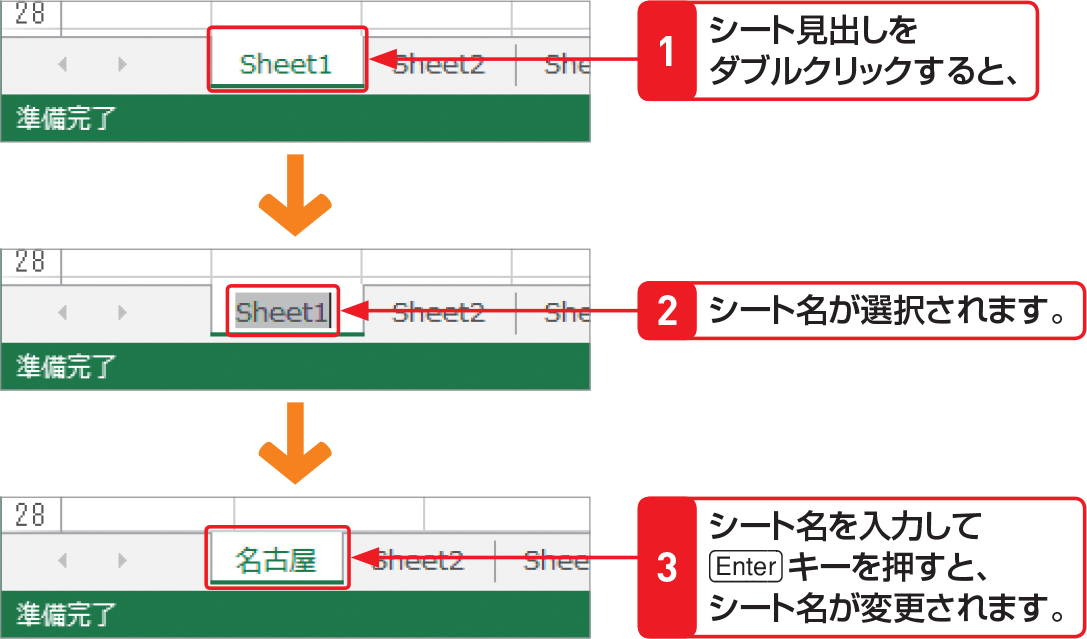 28
Sheet1 Sheet2 She
準備完了
1 シート見出しを
ダブルクリックすると、
28
Sheet1 Sheet2 She
準備完了
2 シート名が選択されます。
28
名古屋 Sheet2 Shee
準備完了
3 シート名を入力して
Enter キーを押すと、
シート名が変更されます。